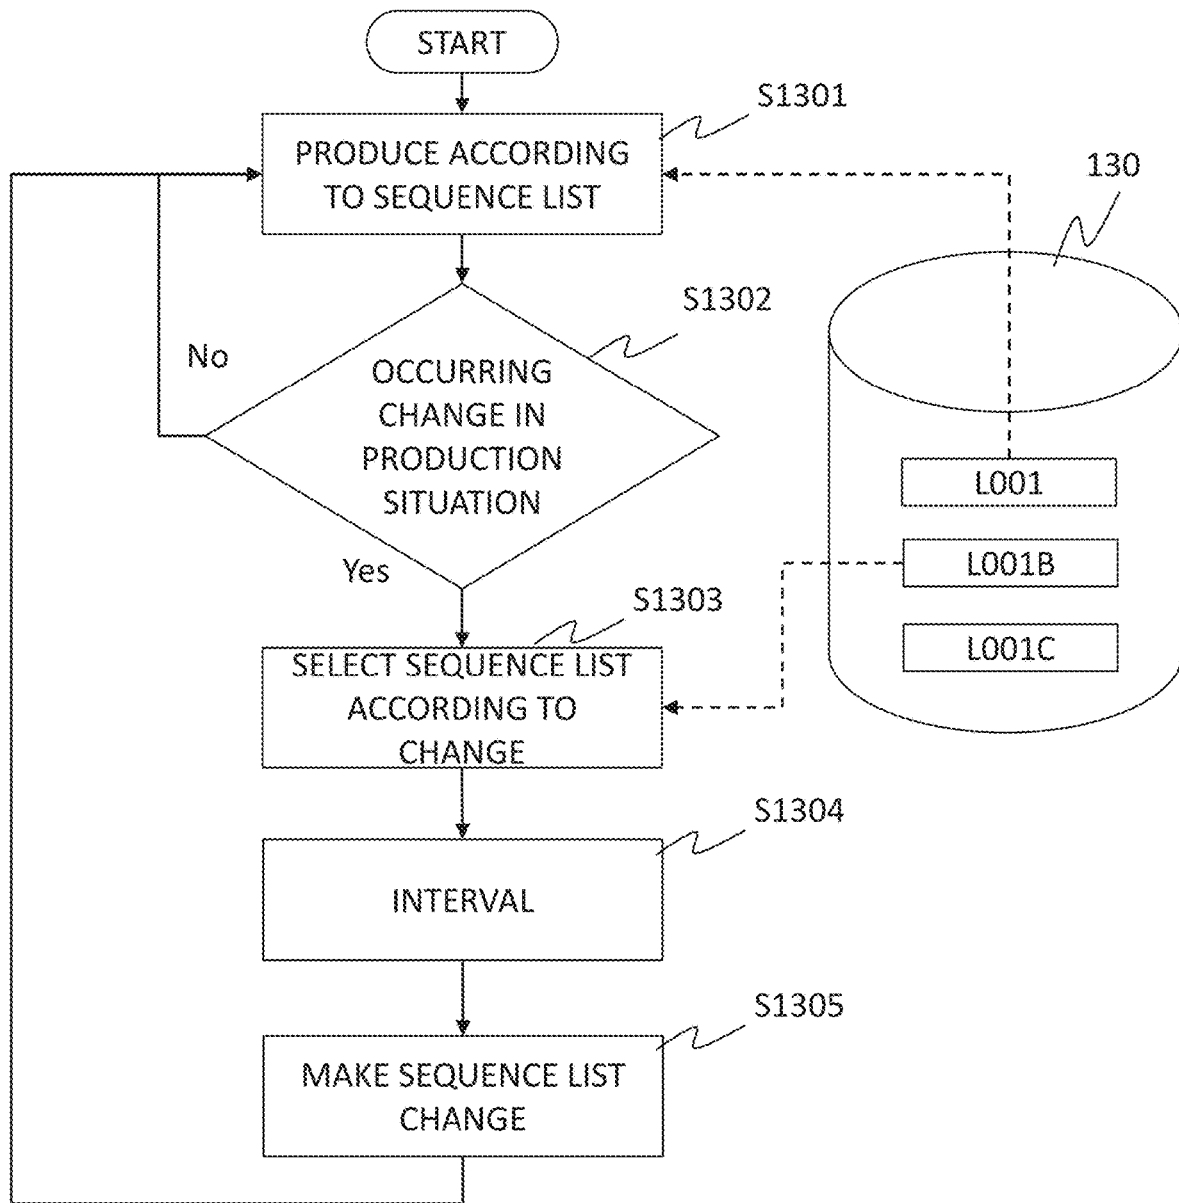 START
S1301
PRODUCE ACCORDING
TO SEQUENCE LIST
130
S1302
No
OCCURRING
CHANGE IN
PRODUCTION
SITUATION
L001
Yes
L001B
S1303
L001C
SELECT SEQUENCE LIST
ACCORDING TO
CHANGE
S1304
INTERVAL
S1305
MAKE SEQUENCE LIST
CHANGE